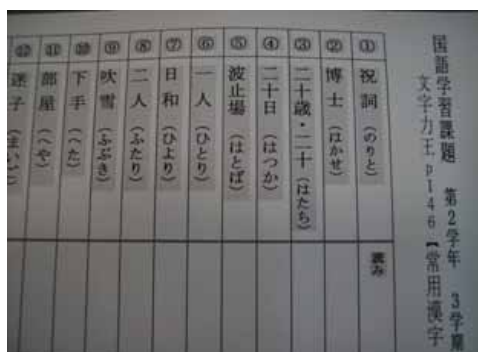 国語学習課題 第2学年 3学期
文字力王 p146【常用漢字
読み
① 祝詞(のりと)
② 博士(はかせ)
③ 二十歳・二十(はたち)
④ 二十日(はつか)
⑤ 波止場(はとば)
⑥ 一人(ひとり)
⑦ 日和(ひより)
⑧ 二人(ふたり)
⑨ 吹雪(ふぶき)
⑩ 下手(へた)
⑪ 部屋(へや)
⑫ 迷子(まいご)